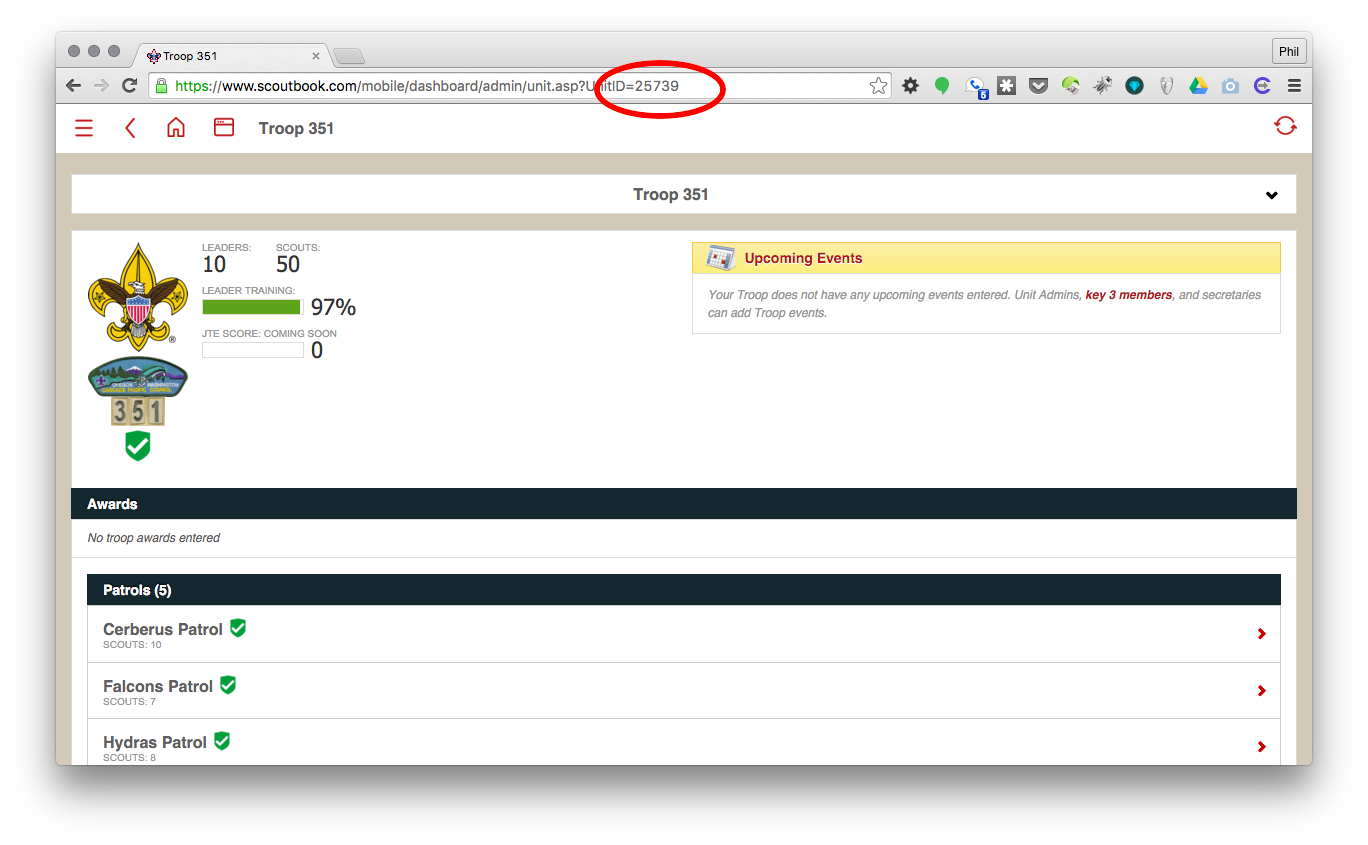 Troop 351
Phil
https://www.scoutbook.com/mobile/dashboard/admin/unit.asp?UnitID=25739
5
Troop 351
Troop 351
LEADERS: SCOUTS:
10 50
LEADER TRAINING:
97%
JTE SCORE: COMING SOON
0
Upcoming Events
Your Troop does not have any upcoming events entered. Unit Admins, key 3 members, and secretaries
can add Troop events.
OREGON WASHINGTON
CASCADE PACIFIC COUNCIL
351
Awards
No troop awards entered
Patrols (5)
Cerberus Patrol
SCOUTS: 10
Falcons Patrol
SCOUTS: 7
Hydras Patrol
SCOUTS: 8